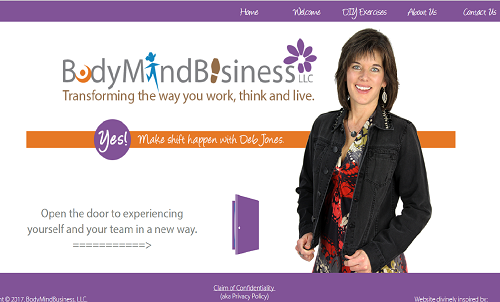 Home Welcome DIY Exercises About Us Contact Us
BodyMindBusiness LLC
Transforming the way you work, think and live.
Yes! Make shift happen with Deb Jones.
Open the door to experiencing
yourself and your team in a new way.
===========>
Claim of Confidentiality
(aka Privacy Policy)
© 2017. BodyMindBusiness, LLC.
Website divinely inspired by: